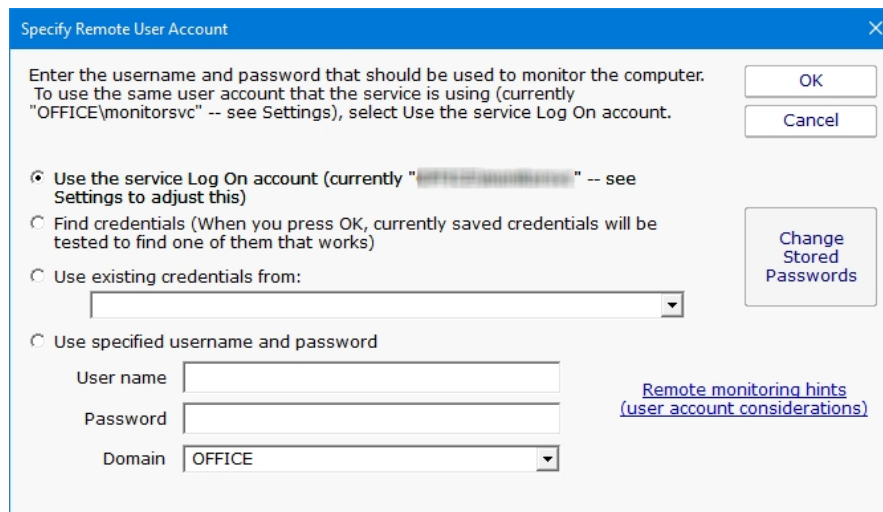 Specify Remote User Account
Enter the username and password that should be used to monitor the computer.
To use the same user account that the service is using (currently
"OFFICE\monitorsvc" -- see Settings), select Use the service Log On account.
OK
Cancel
Use the service Log On account (currently " " -- see
Settings to adjust this)
Find credentials (When you press OK, currently saved credentials will be
tested to find one of them that works)
Change
Stored
Passwords
Use existing credentials from:
Use specified username and password
User name
Remote monitoring hints
(user account considerations)
Password
Domain
OFFICE